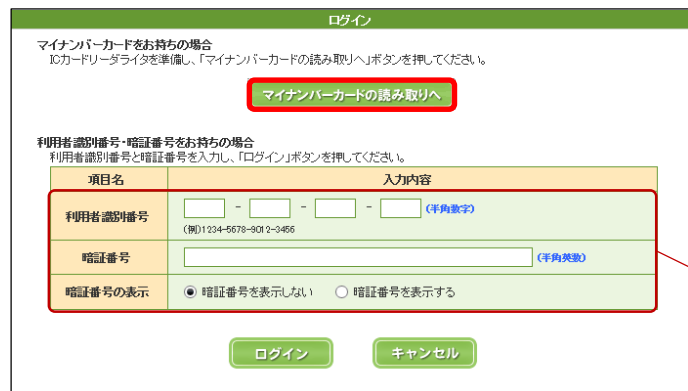 ログイン
マイナンバーカードをお持ちの場合
ICカードリーダライタを準備し、「マイナンバーカードの読み取りへ」ボタンを押してください。
マイナンバーカードの読み取りへ
利用者識別番号・暗証番号をお持ちの場合
利用者識別番号と暗証番号を入力し、「ログイン」ボタンを押してください。
項目名 入力内容
利用者識別番号 - - - (半角数字)
(例)1234-5678-9012-3456
暗証番号 (半角英数)
暗証番号の表示 暗証番号を表示しない 暗証番号を表示する
ログイン キャンセル